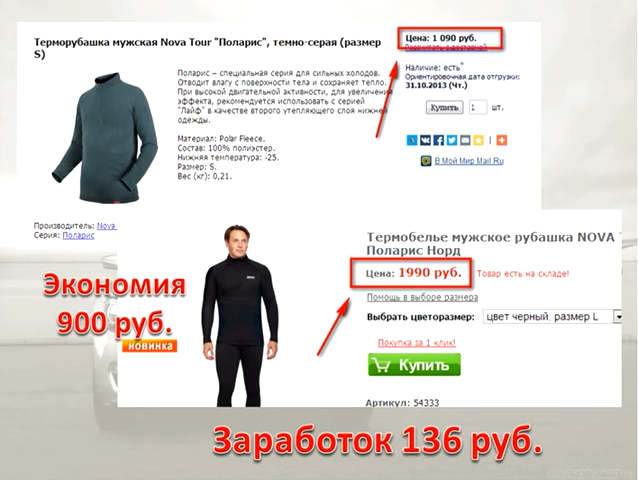 Терморубашка мужская Nova Tour "Поларис", темно-серая (размер
S)
Цена: 1 090 руб.
Рассчитать с доставкой
Поларис – специальная серия для сильных холодов.
Отводит влагу с поверхности тела и сохраняет тепло.
При высокой двигательной активности, для увеличения
эффекта, рекомендуется использовать с серией
"Лайф" в качестве второго утепляющего слоя нижней
одежды.
Наличие: есть*
Ориентировочная дата отгрузки:
31.10.2013 (Чт.)
Купить 1 шт.
Материал: Polar Fleece.
Состав: 100% полиэстер.
Нижняя температура: -25.
Размер: S.
Вес (кг): 0,21.
В Мой Мир Mail.Ru
Производитель: Nova
Серия: Поларис
Термобелье мужское рубашка NOVA
Поларис Норд
Цена: 1990 руб. Товар есть на складе!
Помощь в выборе размера
Выбрать цветоразмер: цвет черный, размер L
Покупка за 1 клик!
Купить
Артикул: 54333
Экономия
900 руб.
новинка
Заработок 136 руб.